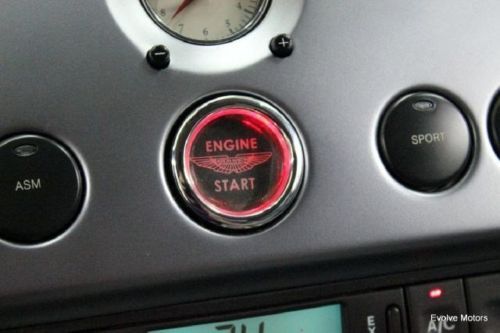 ENGINE
START
ASM
SPORT
A/C
Evolve Motors